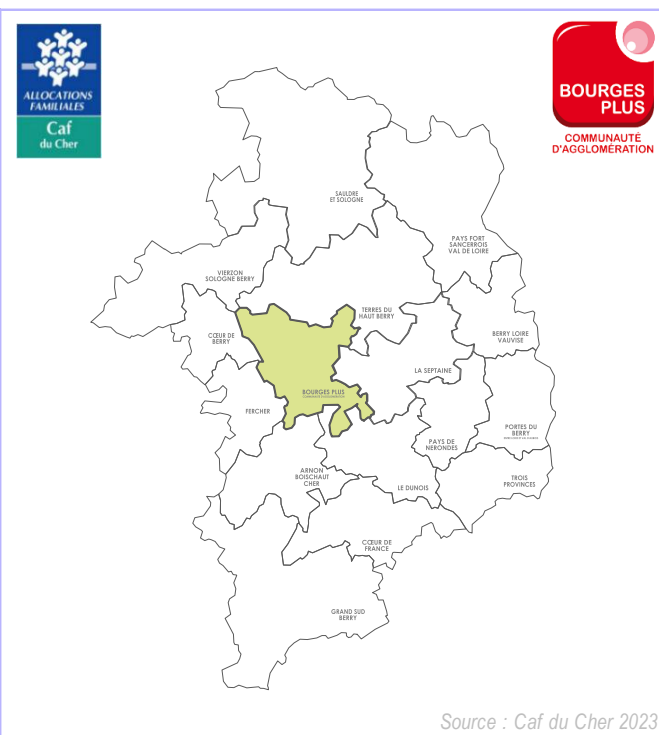 ALLOCATIONS
FAMILIALES
Caf
du Cher
BOURGES
PLUS
COMMUNAUTÉ
D'AGGLOMÉRATION
SAULDRE
ET SOLOGNE
PAYS FORT
SANCERROIS
VAL DE LOIRE
VIERZON
SOLOGNE BERRY
TERRES DU
HAUT BERRY
CŒUR DE
BERRY
BERRY LOIRE
VAUVISE
LA SEPTAINE
BOURGES PLUS
FERCHER
PORTES DU
BERRY
PAYS DE
NERONDES
ARNON
BOISCHAUT
CHER
LE DUNOIS
TROIS
PROVINCES
CŒUR DE
FRANCE
GRAND SUD
BERRY
Source : Caf du Cher 2023